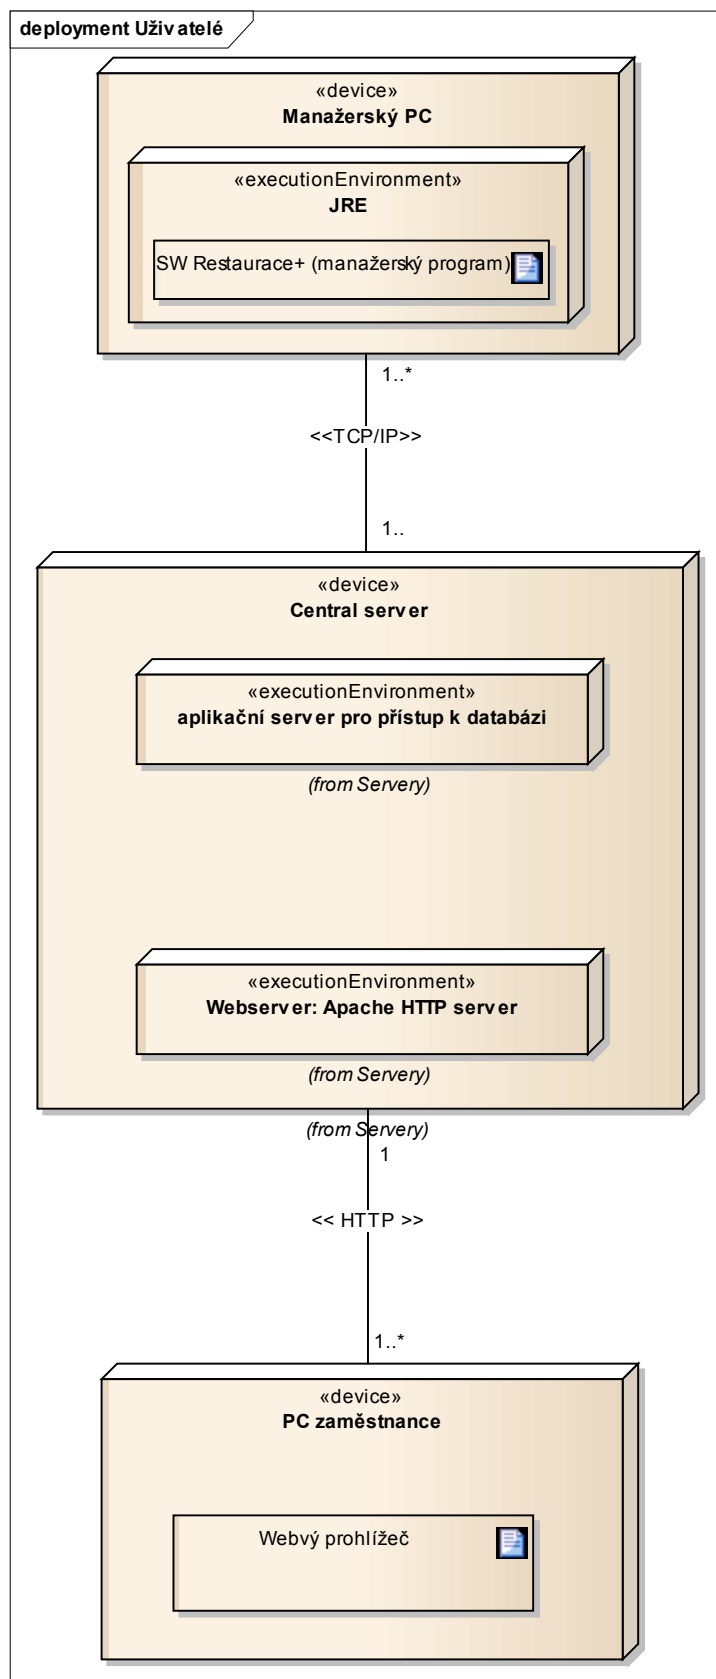 deployment Uživatelé
«device»
Manažerský PC
«executionEnvironment»
JRE
SW Restaurace+ (manažerský program)
1..*
<<TCP/IP>>
1..
«device»
Central server
«executionEnvironment»
aplikační server pro přístup k databázi
(from Servery)
«executionEnvironment»
Webserver: Apache HTTP server
(from Servery)
(from Servery)
1
<< HTTP >>
1..*
«device»
PC zaměstnance
Webvý prohlížeč